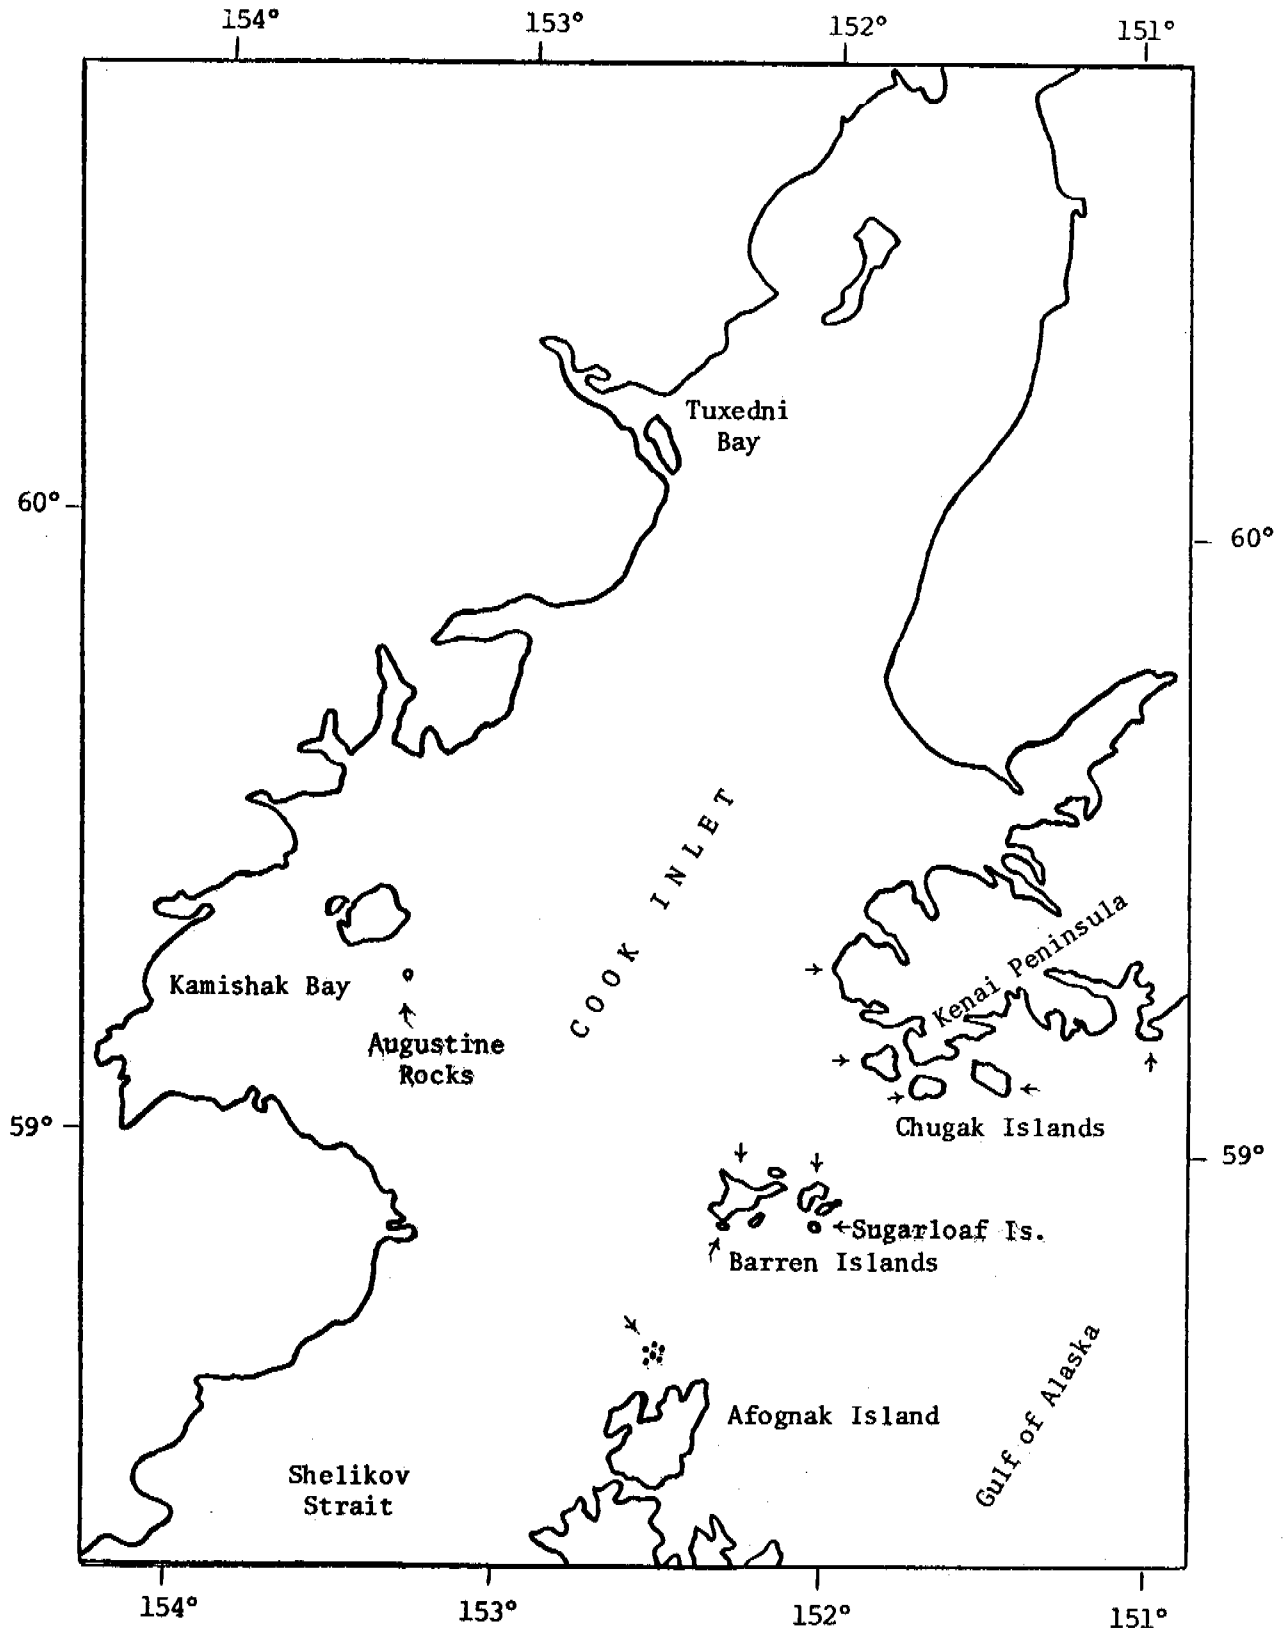 154°
153°
152°
151°
Tuxedni
Bay
60°
60°
COOK INLET
Kenai Peninsula
Kamishak Bay
Augustine
Rocks
59°
Chugak Islands
59°
Sugarloaf Is.
Barren Islands
Gulf of Alaska
Afognak Island
Shelikov
Strait
154°
153°
152°
151°